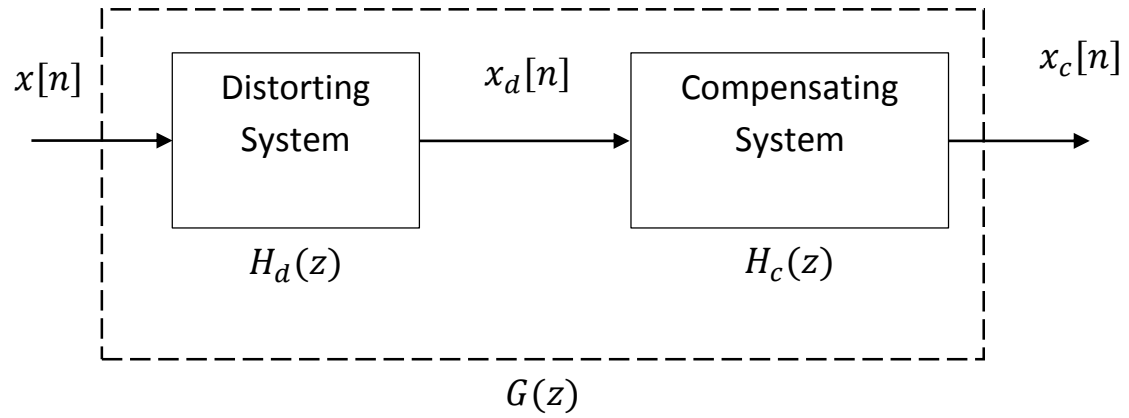 x[n]
Distorting
System
x_d[n]
Compensating
System
x_c[n]
H_d(z)
H_c(z)
G(z)